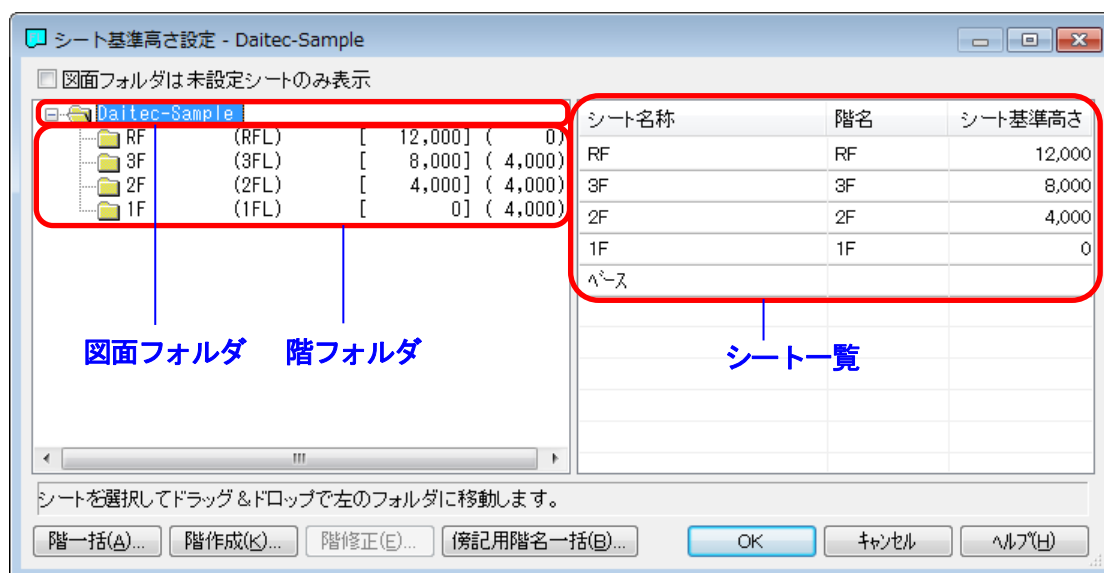 シート基準高さ設定 - Daitec-Sample
図面フォルダは未設定シートのみ表示
Daitec-Sample
RF (RFL) [ 12,000] ( 0)
3F (3FL) [ 8,000] ( 4,000)
2F (2FL) [ 4,000] ( 4,000)
1F (1FL) [ 0] ( 4,000)
図面フォルダ 階フォルダ
シート名称 階名 シート基準高さ
RF RF 12,000
3F 3F 8,000
2F 2F 4,000
1F 1F 0
ﾍﾞｰｽ
シート一覧
シートを選択してドラッグ&ドロップで左のフォルダに移動します。
階一括(A)... 階作成(K)... 階修正(E)... 傍記用階名一括(B)... OK ｷｬﾝｾﾙ ﾍﾙﾌﾟ(H)